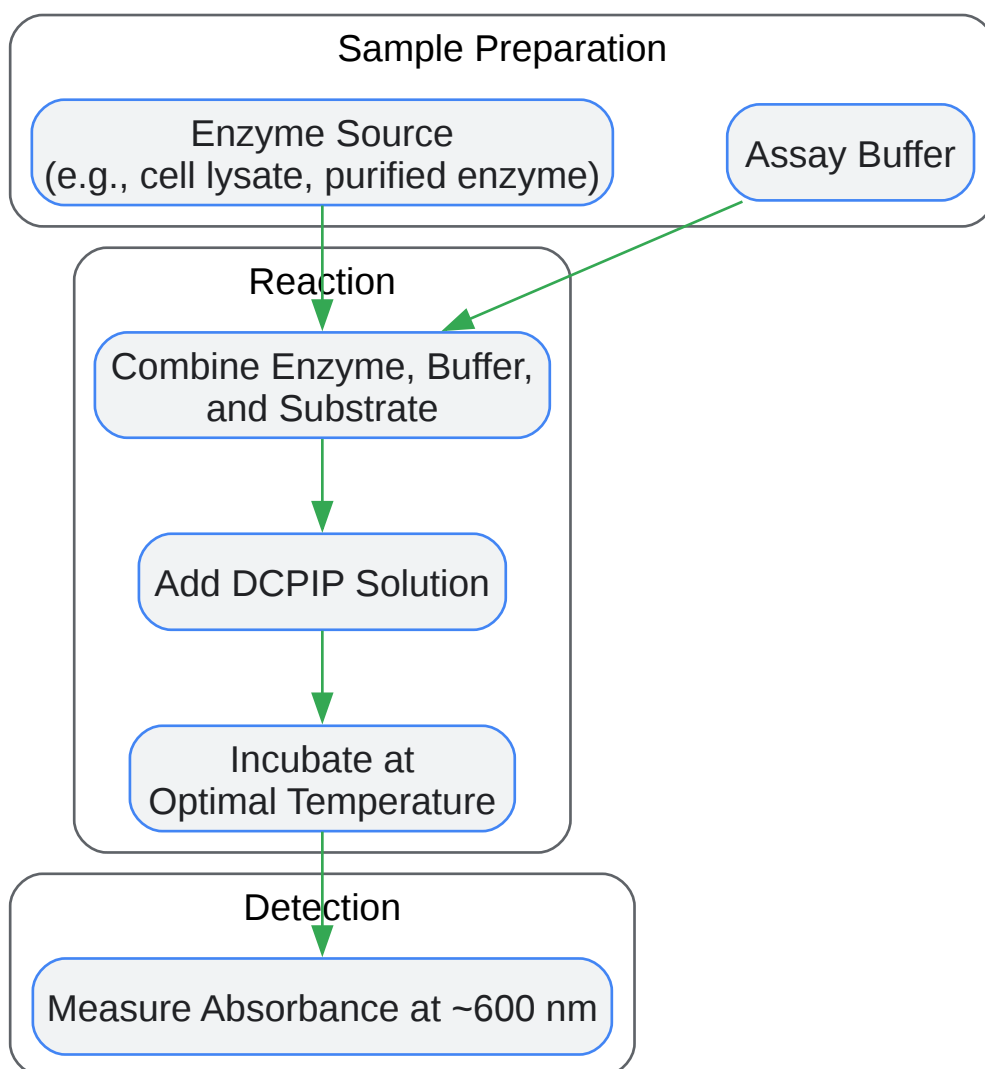 Sample Preparation
Enzyme Source
(e.g., cell lysate, purified enzyme)
Assay Buffer
Reaction
Combine Enzyme, Buffer,
and Substrate
Add DCPIP Solution
Incubate at
Optimal Temperature
Detection
Measure Absorbance at ~600 nm